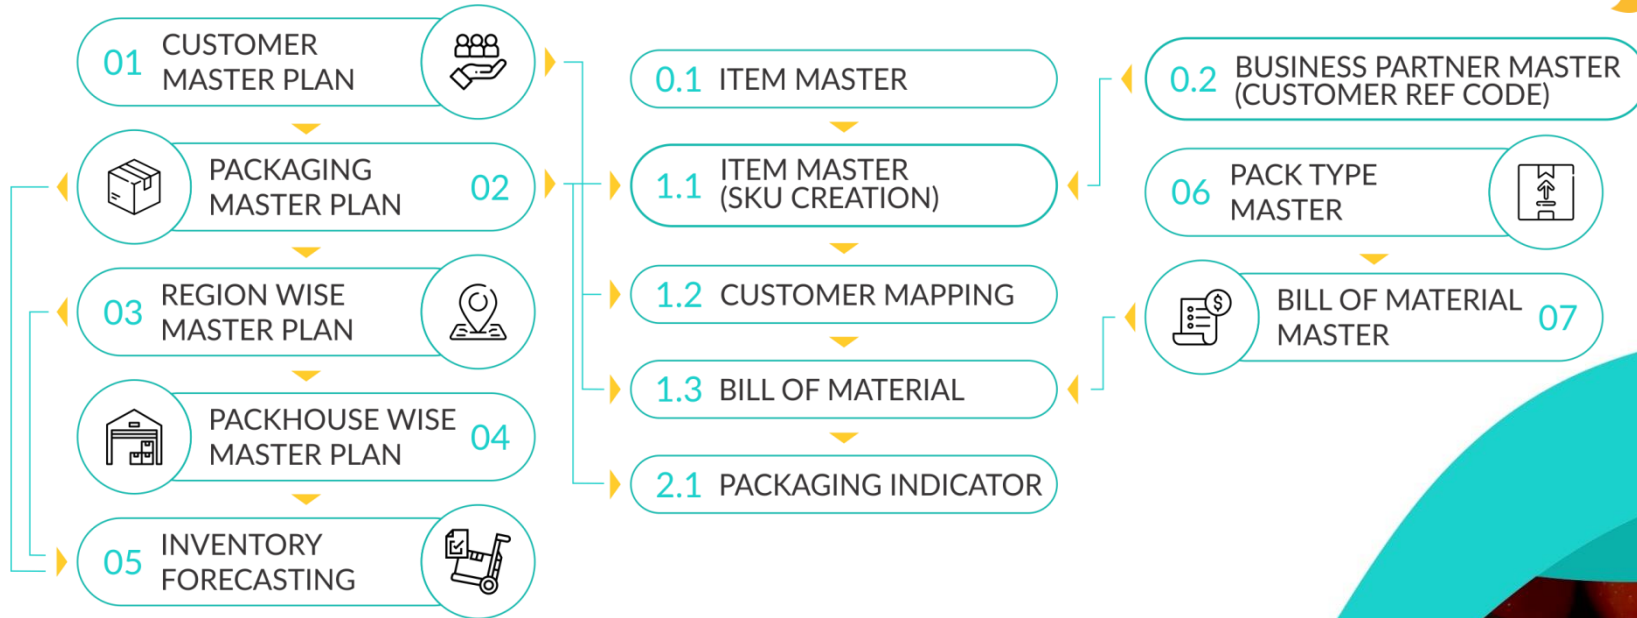 01
CUSTOMER
MASTER PLAN
PACKAGING
MASTER PLAN
02
03
REGION WISE
MASTER PLAN
PACKHOUSE WISE
MASTER PLAN
04
05
INVENTORY
FORECASTING
0.1 ITEM MASTER
1.1
ITEM MASTER
(SKU CREATION)
1.2 CUSTOMER MAPPING
1.3 BILL OF MATERIAL
2.1 PACKAGING INDICATOR
0.2
BUSINESS PARTNER MASTER
(CUSTOMER REF CODE)
06
PACK TYPE
MASTER
$
BILL OF MATERIAL
MASTER
07